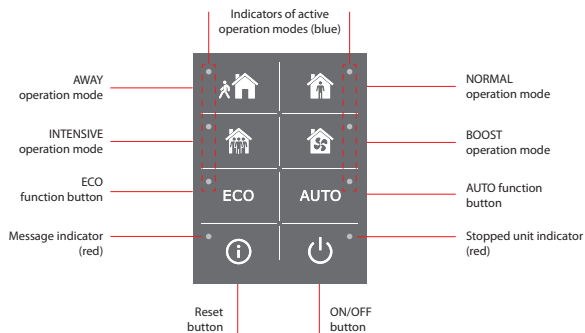 Indicators of active
operation modes (blue)
AWAY
operation mode
NORMAL
operation mode
INTENSIVE
operation mode
BOOST
operation mode
ECO
function button
ECO
AUTO
AUTO function
button
Message indicator
(red)
Stopped unit indicator
(red)
Reset
button
ON/OFF
button